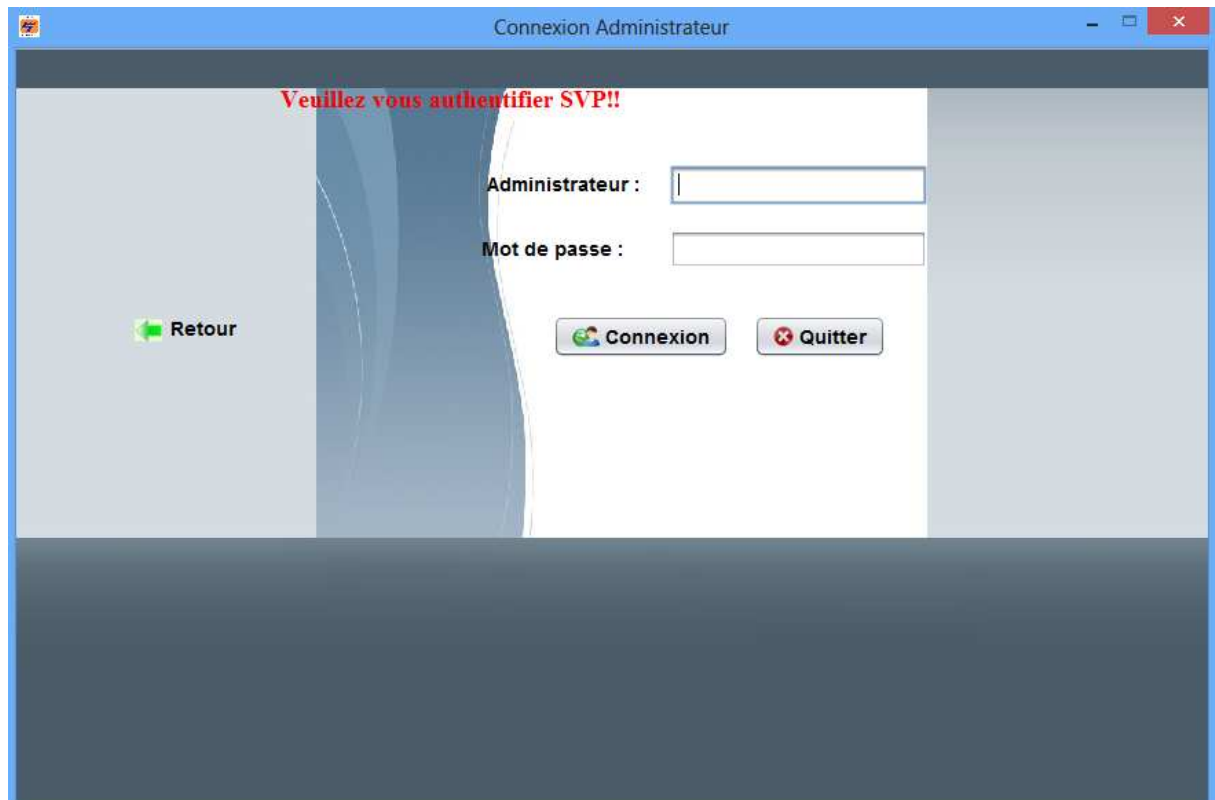 Connexion Administrateur
Veuillez vous authentifier SVP!!
Administrateur :
Mot de passe :
Retour
Connexion
Quitter